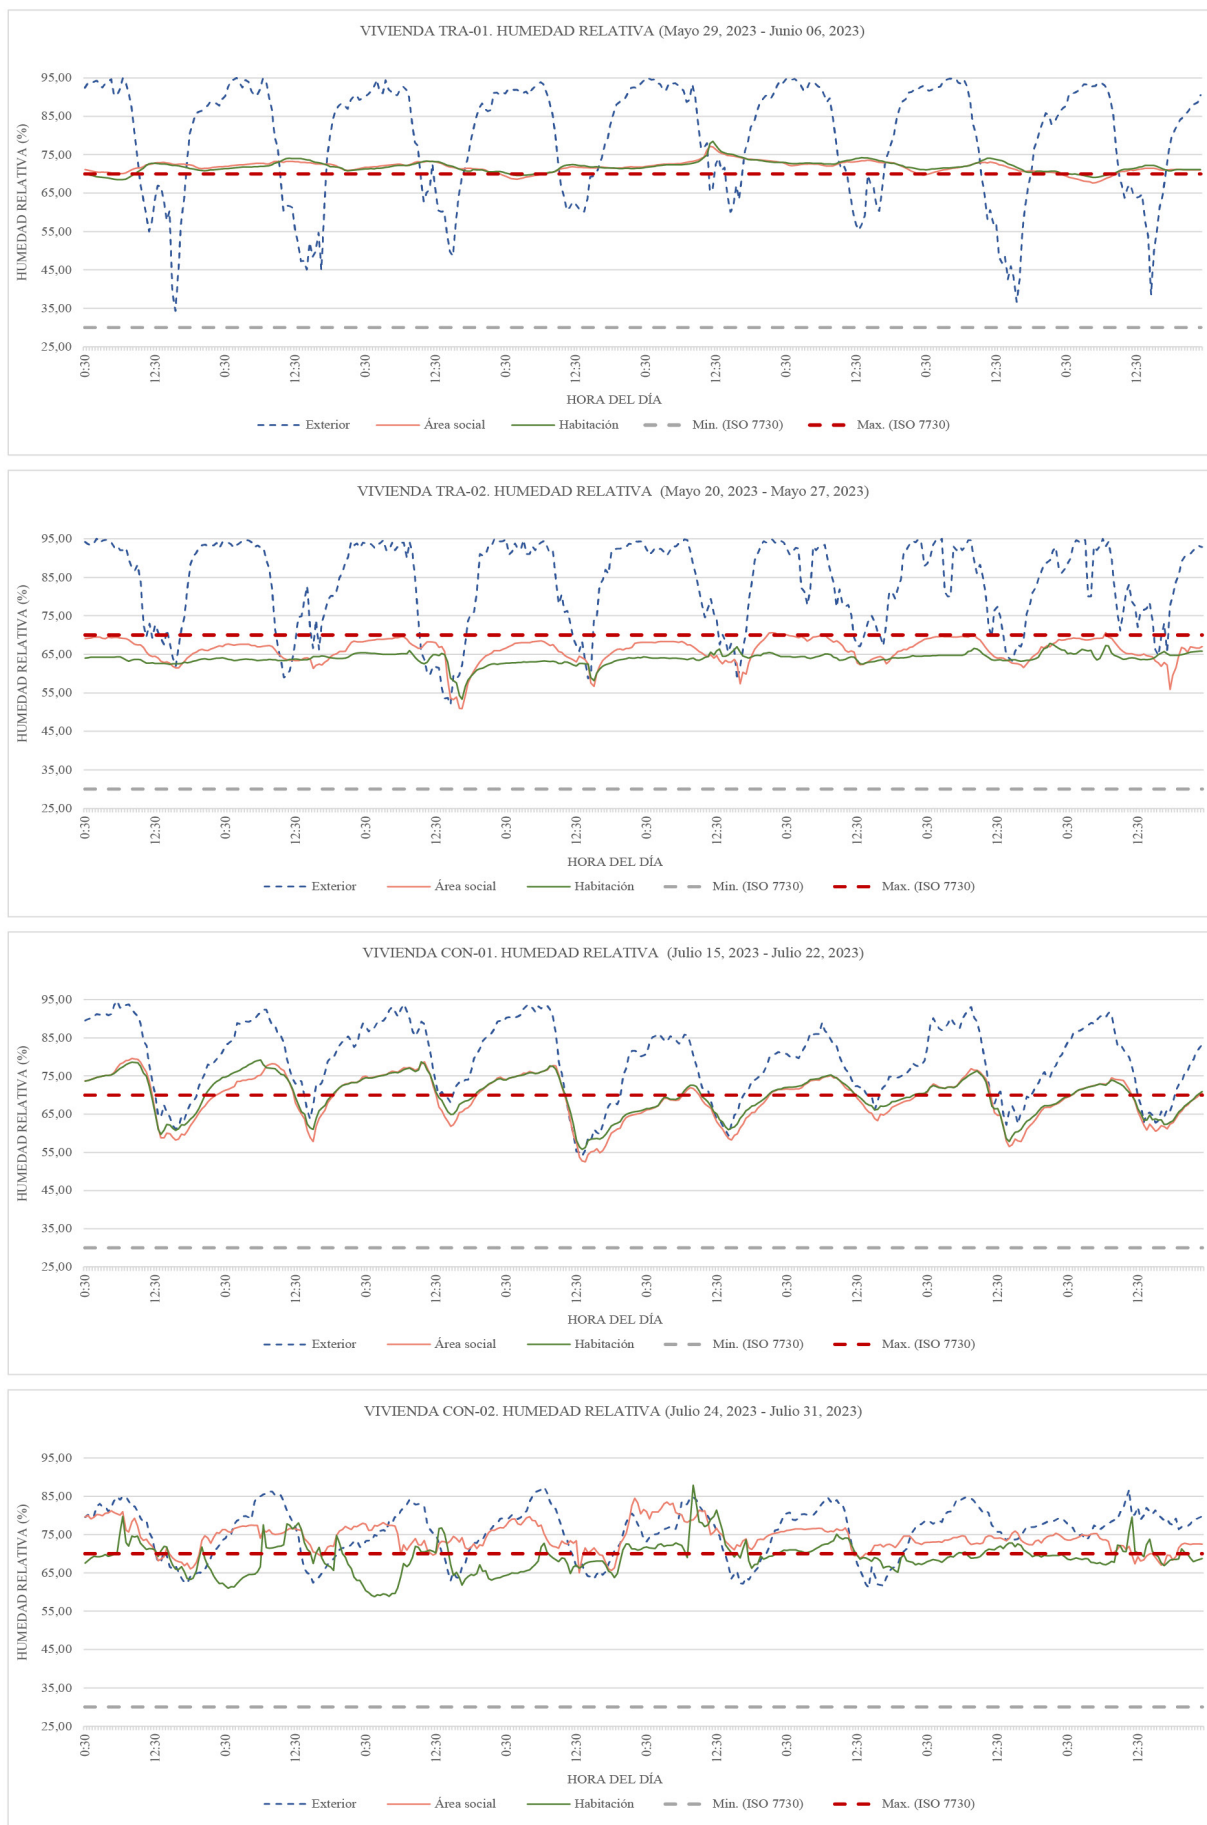 VIVIENDA TRA-01. HUMEDAD RELATIVA (Mayo 29, 2023 - Junio 06, 2023)
HUMEDAD RELATIVA (%)
95,00
85,00
75,00
65,00
55,00
45,00
35,00
25,00
0:30 12:30 0:30 12:30 0:30 12:30 0:30 12:30 0:30 12:30 0:30 12:30 0:30 12:30 0:30 12:30
HORA DEL DÍA
Exterior Área social Habitación Min. (ISO 7730) Max. (ISO 7730)
VIVIENDA TRA-02. HUMEDAD RELATIVA (Mayo 20, 2023 - Mayo 27, 2023)
HUMEDAD RELATIVA (%)
95,00
85,00
75,00
65,00
55,00
45,00
35,00
25,00
0:30 12:30 0:30 12:30 0:30 12:30 0:30 12:30 0:30 12:30 0:30 12:30 0:30 12:30 0:30 12:30
HORA DEL DÍA
Exterior Área social Habitación Min. (ISO 7730) Max. (ISO 7730)
VIVIENDA CON-01. HUMEDAD RELATIVA (Julio 15, 2023 - Julio 22, 2023)
HUMEDAD RELATIVA (%)
95,00
85,00
75,00
65,00
55,00
45,00
35,00
25,00
0:30 12:30 0:30 12:30 0:30 12:30 0:30 12:30 0:30 12:30 0:30 12:30 0:30 12:30 0:30 12:30
HORA DEL DÍA
Exterior Área social Habitación Min. (ISO 7730) Max. (ISO 7730)
VIVIENDA CON-02. HUMEDAD RELATIVA (Julio 24, 2023 - Julio 31, 2023)
HUMEDAD RELATIVA (%)
95,00
85,00
75,00
65,00
55,00
45,00
35,00
25,00
0:30 12:30 0:30 12:30 0:30 12:30 0:30 12:30 0:30 12:30 0:30 12:30 0:30 12:30 0:30 12:30
HORA DEL DÍA
Exterior Área social Habitación Min. (ISO 7730) Max. (ISO 7730)